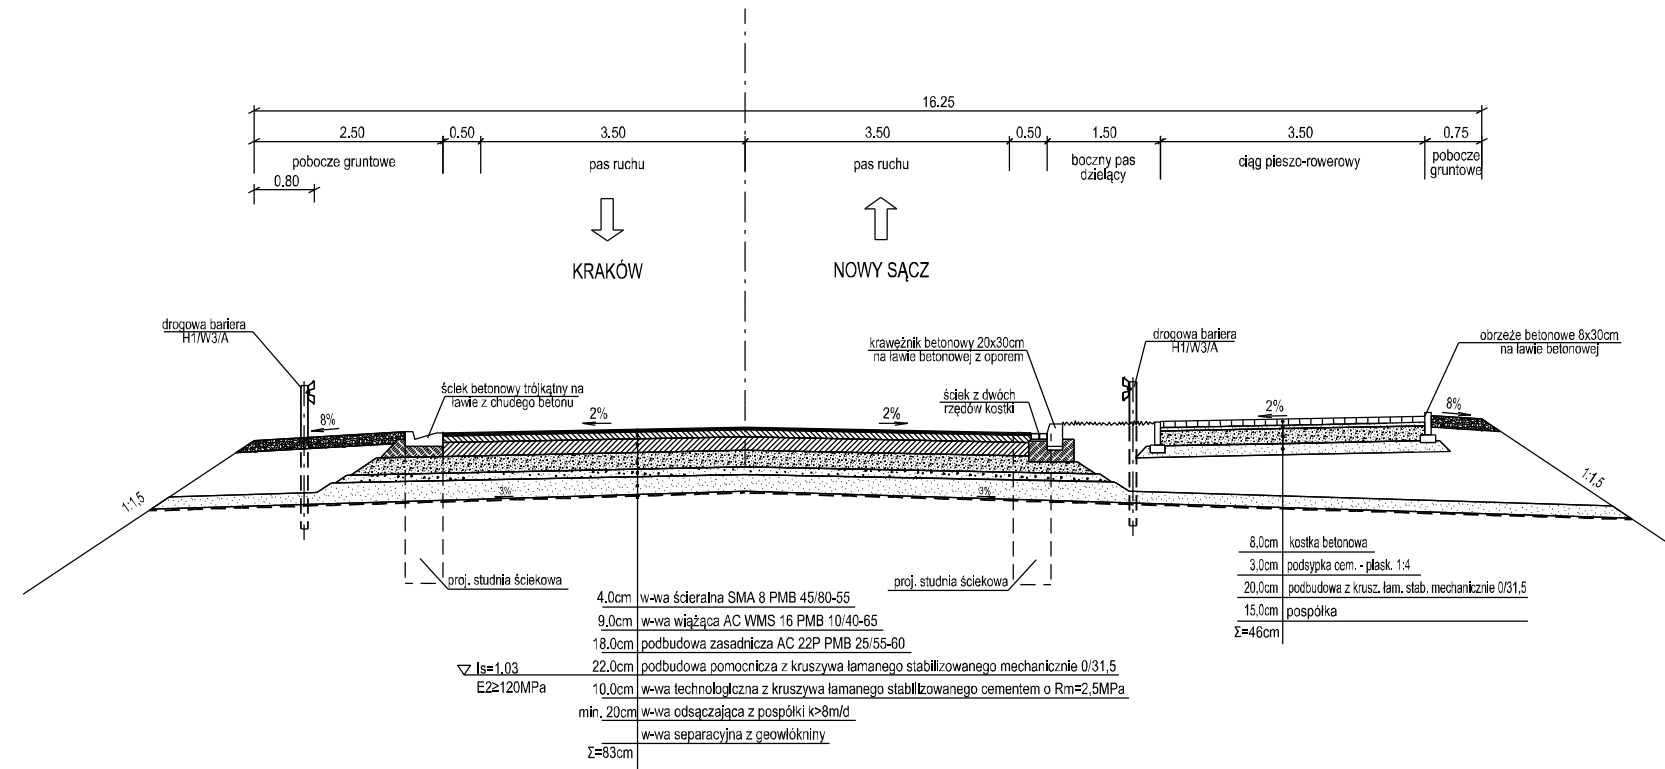 16.25
2.50 0.50 3.50 3.50 0.50 1.50 3.50 0.75
pobocze gruntowe pas ruchu pas ruchu boczny pas dzielący ciąg pieszo-rowerowy pobocze gruntowe
0.80
KRAKÓW NOWY SĄCZ
drogowa bariera
H1/W3/A
krawężnik betonowy 20x30cm
na ławie betonowej z oporem
drogowa bariera
H1/W3/A
obrzeże betonowe 8x30cm
na ławie betonowej
ściek betonowy trójkątny na
ławie z chudego betonu
ściek z dwóch
rzędów kostki
8% 2% 2% 2% 8%
1:1,5 3% 3% 1:1,5
proj. studnia ściekowa
proj. studnia ściekowa
4.0cm w-wa ścieralna SMA 8 PMB 45/80-55
9.0cm w-wa wiążąca AC WMS 16 PMB 10/40-65
18.0cm podbudowa zasadnicza AC 22P PMB 25/55-60
Is=1.03
E2≥120MPa
22.0cm podbudowa pomocnicza z kruszywa łamanego stabilizowanego mechanicznie 0/31,5
10.0cm w-wa technologiczna z kruszywa łamanego stabilizowanego cementem o Rm=2,5MPa
min. 20cm w-wa odsączająca z pospółki k>8m/d
w-wa separacyjna z geowłókniny
Σ=83cm
8,0cm kostka betonowa
3,0cm podsypka cem. - piask. 1:4
20,0cm podbudowa z krusz. łam. stab. mechanicznie 0/31,5
15,0cm pospółka
Σ=46cm